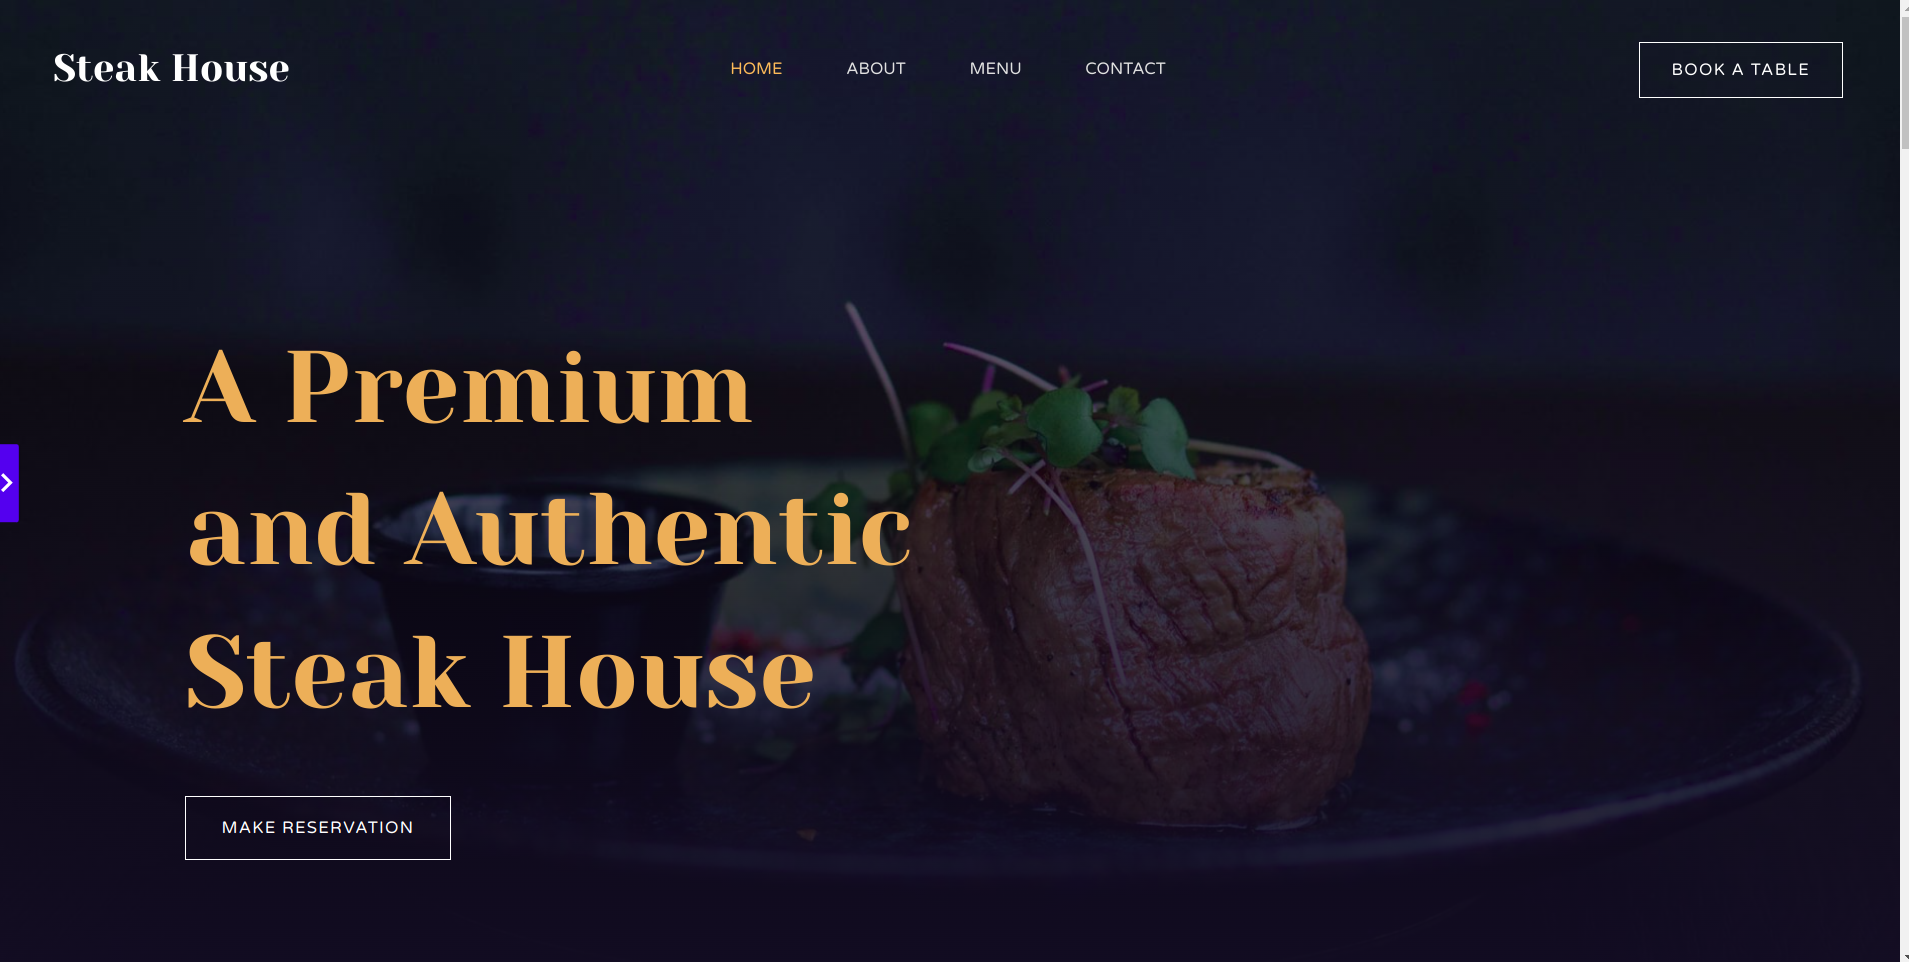 Steak House
HOME
ABOUT
MENU
CONTACT
BOOK A TABLE
A Premium
and Authentic
Steak House
MAKE RESERVATION